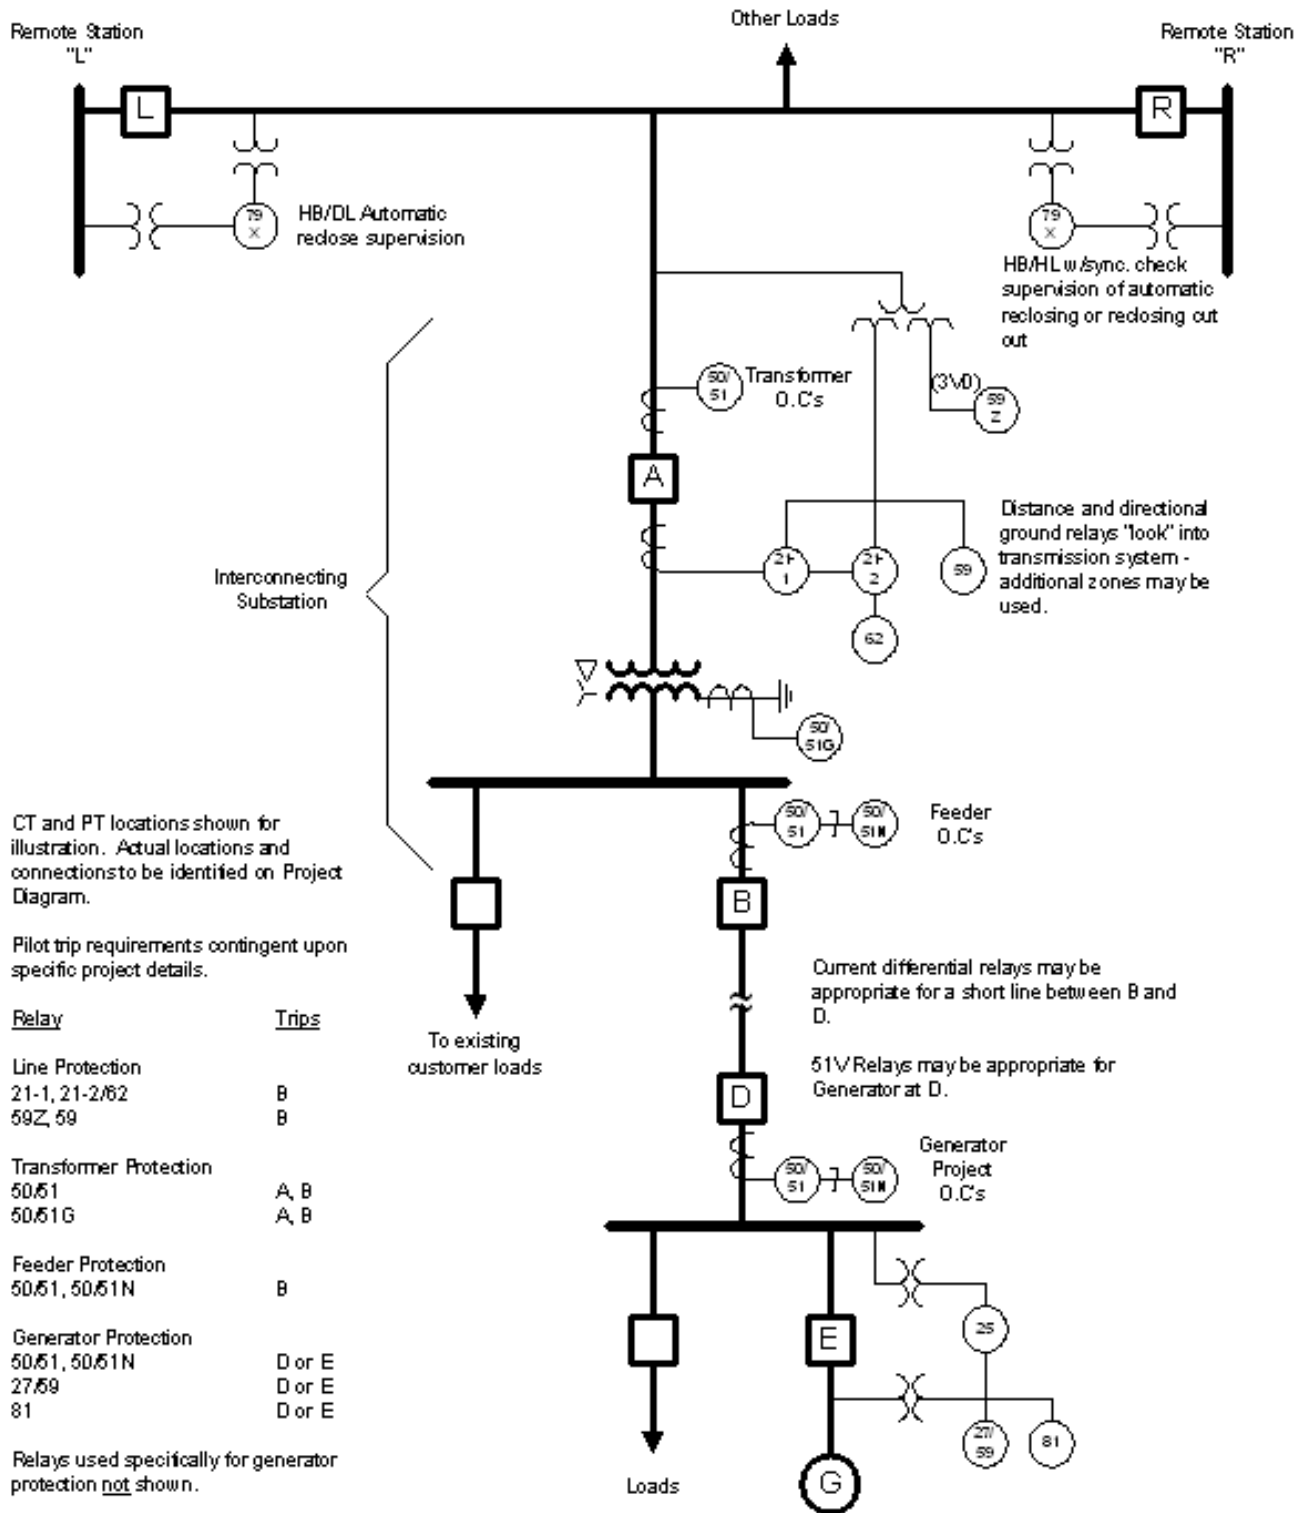 Other Loads
Remote Station
"L"
Remote Station
"R"
L
R
79
X
HB/DL Automatic
reclose supervision
79
X
HB/HL w/sync. check
supervision of automatic
reclosing or reclosing cut
out
50/
51
Transformer
O.C's
(3V0)
59
Z
A
Distance and directional
ground relays "look" into
transmission system -
additional zones may be
used.
21-
1
21-
2
59
62
Interconnecting
Substation
50/
51G
CT and PT locations shown for
illustration. Actual locations and
connections to be identified on Project
Diagram.
50/
51
50/
51N
Feeder
O.C's
B
Pilot trip requirements contingent upon
specific project details.
Current differential relays may be
appropriate for a short line between B and
D.
To existing
customer loads
51V Relays may be appropriate for
Generator at D.
D
Relay Trips
Line Protection
21-1, 21-2/62 B
59Z, 59 B
Transformer Protection
50/51 A, B
50/51G A, B
Feeder Protection
50/51, 50/51N B
Generator Protection
50/51, 50/51N D or E
27/59 D or E
81 D or E
Relays used specifically for generator
protection not shown.
50/
51
50/
51N
Generator
Project
O.C's
E
25
27/
59
81
Loads
G